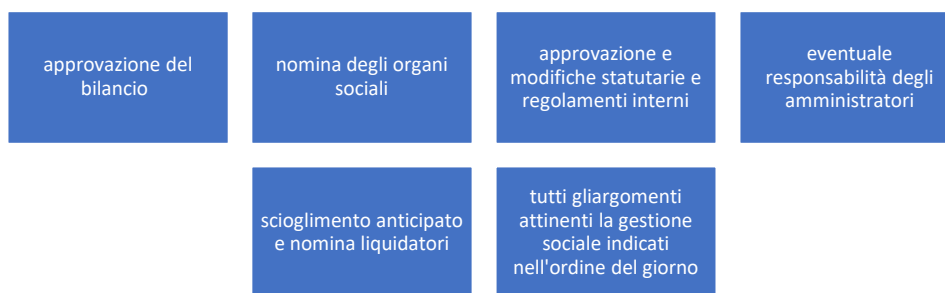 approvazione del
bilancio
nomina degli organi
sociali
approvazione e
modifiche statutarie e
regolamenti interni
eventuale
responsabilità degli
amministratori
scioglimento anticipato
e nomina liquidatori
tutti gliargomenti
attinenti la gestione
sociale indicati
nell'ordine del giorno